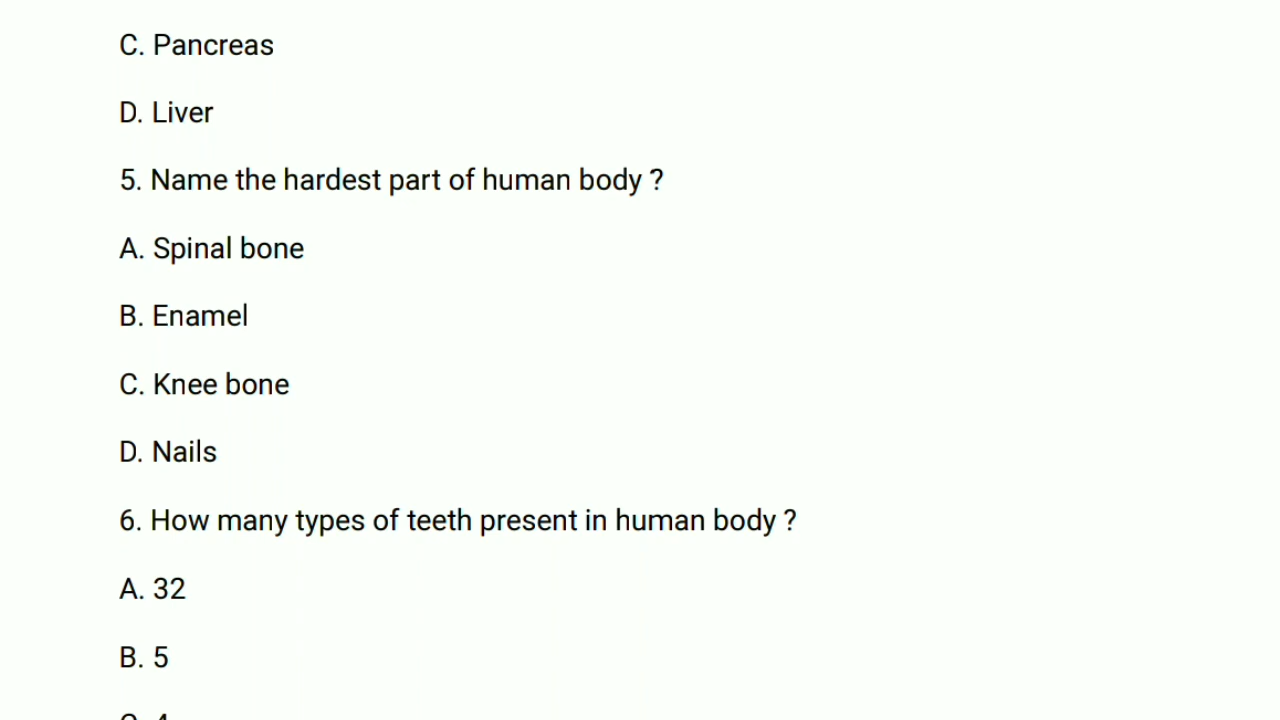 C. Pancreas
D. Liver
5. Name the hardest part of human body ?
A. Spinal bone
B. Enamel
C. Knee bone
D. Nails
6. How many types of teeth present in human body ?
A. 32
B. 5